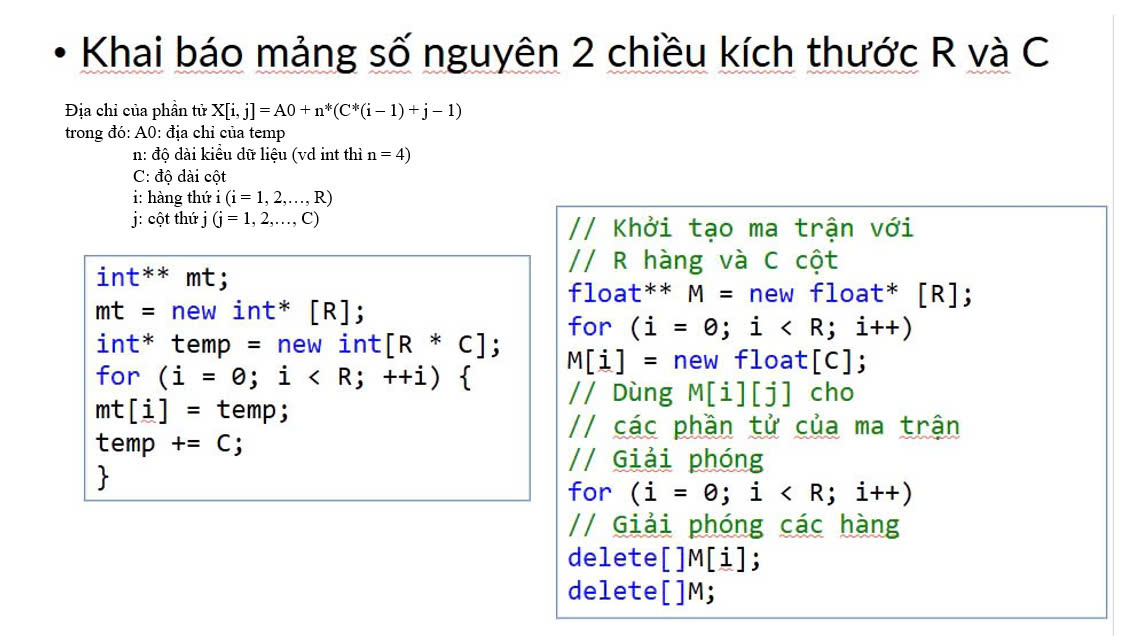 • Khai báo mảng số nguyên 2 chiều kích thước R và C
Địa chỉ của phần tử X[i, j] = A0 + n*(C*(i – 1) + j – 1)
trong đó: A0: địa chỉ của temp
n: độ dài kiểu dữ liệu (vd int thì n = 4)
C: độ dài cột
i: hàng thứ i (i = 1, 2,…, R)
j: cột thứ j (j = 1, 2,…, C)
int** mt;
mt = new int* [R];
int* temp = new int[R * C];
for (i = 0; i < R; ++i) {
mt[i] = temp;
temp += C;
}
// Khởi tạo ma trận với
// R hàng và C cột
float** M = new float* [R];
for (i = 0; i < R; i++)
M[i] = new float[C];
// Dùng M[i][j] cho
// các phần tử của ma trận
// Giải phóng
for (i = 0; i < R; i++)
// Giải phóng các hàng
delete[]M[i];
delete[]M;